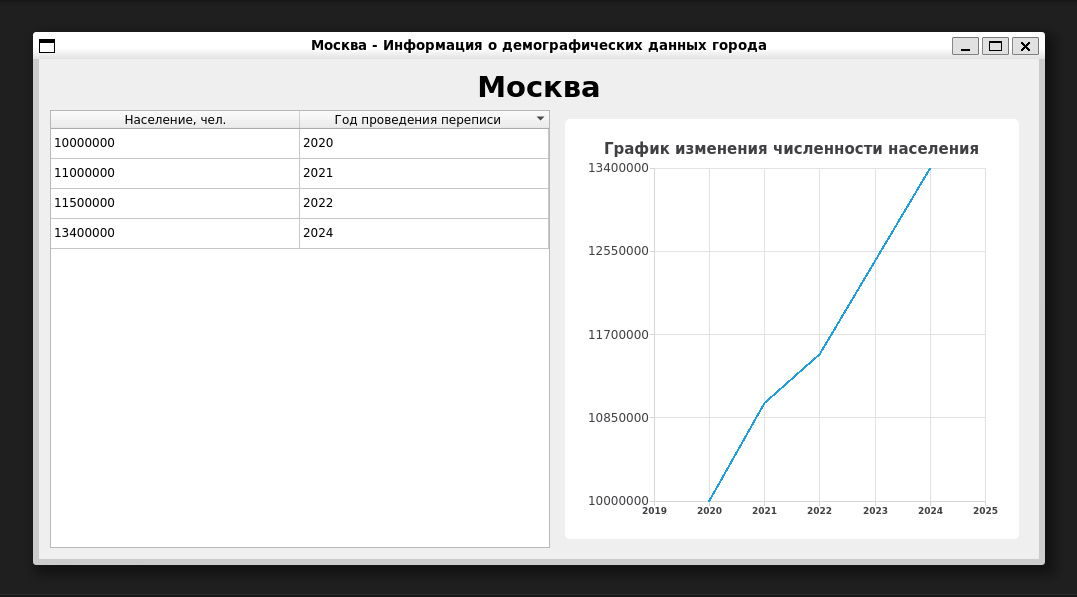 Москва - Информация о демографических данных города
Москва
Население, чел. Год проведения переписи
10000000 2020
11000000 2021
11500000 2022
13400000 2024
График изменения численности населения
13400000
12550000
11700000
10850000
10000000
2019 2020 2021 2022 2023 2024 2025